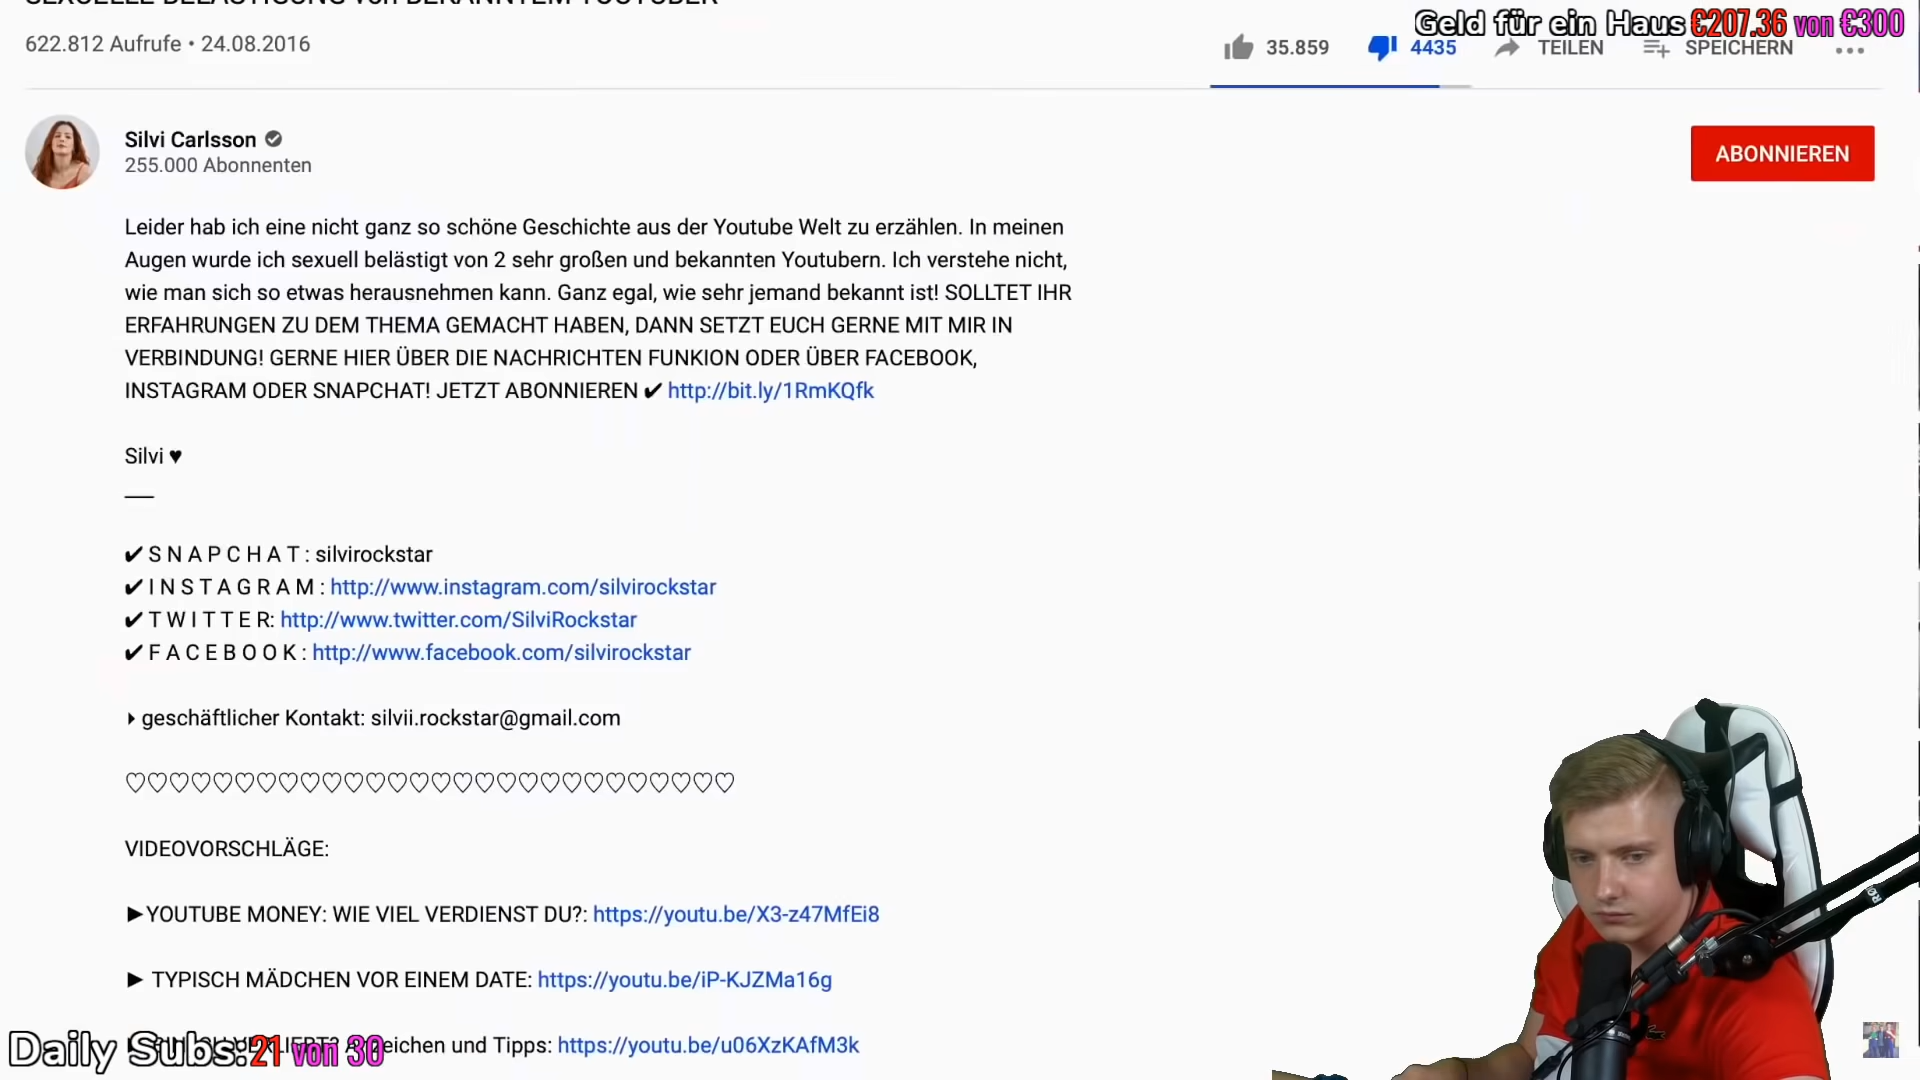 SEXUELLE BELÄSTIGUNG von BEKANNTEM YOUTUBER
Geld für ein Haus €207.36 von €300
622.812 Aufrufe • 24.08.2016
35.859
4435
TEILEN
SPEICHERN
Silvi Carlsson
255.000 Abonnenten
ABONNIEREN
Leider hab ich eine nicht ganz so schöne Geschichte aus der Youtube Welt zu erzählen. In meinen
Augen wurde ich sexuell belästigt von 2 sehr großen und bekannten Youtubern. Ich verstehe nicht,
wie man sich so etwas herausnehmen kann. Ganz egal, wie sehr jemand bekannt ist! SOLLTET IHR
ERFAHRUNGEN ZU DEM THEMA GEMACHT HABEN, DANN SETZT EUCH GERNE MIT MIR IN
VERBINDUNG! GERNE HIER ÜBER DIE NACHRICHTEN FUNKION ODER ÜBER FACEBOOK,
INSTAGRAM ODER SNAPCHAT! JETZT ABONNIEREN ✔ http://bit.ly/1RmKQfk
Silvi ♥
___
✔ S N A P C H A T : silvirockstar
✔ I N S T A G R A M : http://www.instagram.com/silvirockstar
✔ T W I T T E R: http://www.twitter.com/SilviRockstar
✔ F A C E B O O K : http://www.facebook.com/silvirockstar
‣ geschäftlicher Kontakt: silvii.rockstar@gmail.com
♡♡♡♡♡♡♡♡♡♡♡♡♡♡♡♡♡♡♡♡♡♡♡♡♡♡♡♡
VIDEOVORSCHLÄGE:
►YOUTUBE MONEY: WIE VIEL VERDIENST DU?: https://youtu.be/X3-z47MfEi8
► TYPISCH MÄDCHEN VOR EINEM DATE: https://youtu.be/iP-KJZMa16g
und Tipps: https://youtu.be/u06XzKAfM3k
Daily Subs: 21 von 30